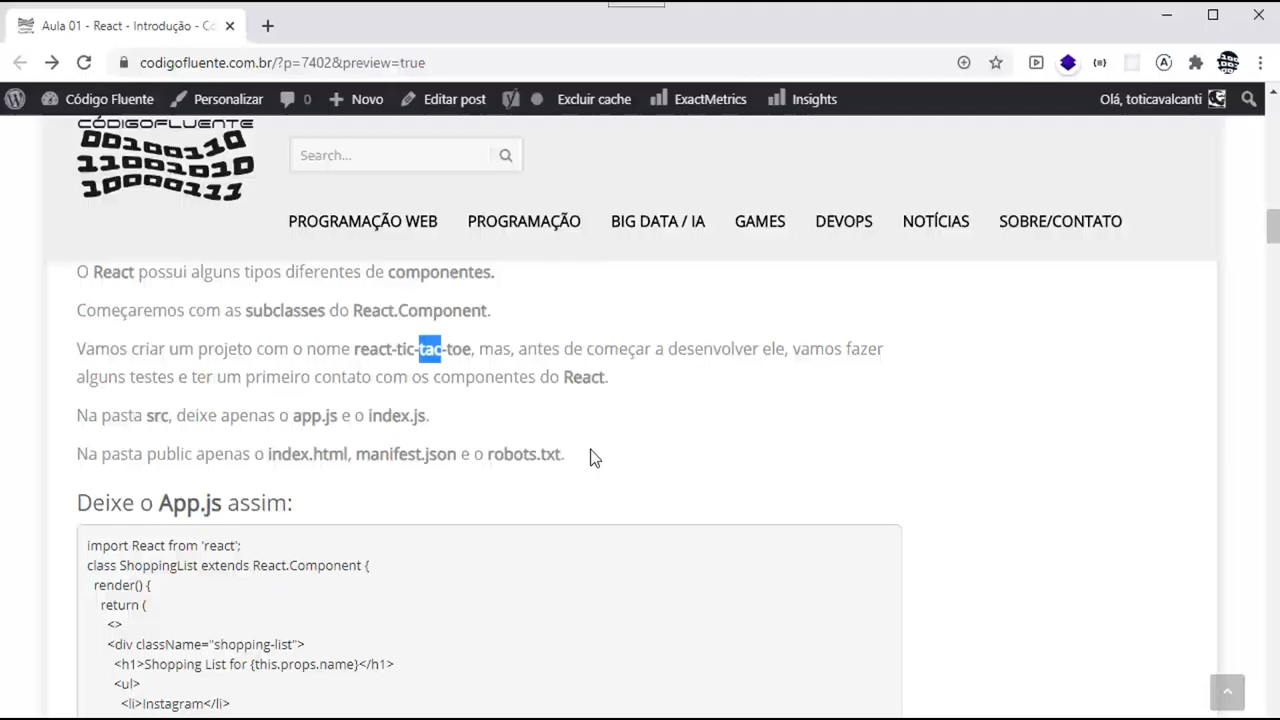 Aula 01 - React - Introdução - Có
codigofluente.com.br/?p=7402&preview=true
Código Fluente Personalizar 0 Novo Editar post Excluir cache ExactMetrics Insights Olá, toticavalcanti
CÓDIGOFLUENTE
00100110
11001010
10000111
Search...
PROGRAMAÇÃO WEB PROGRAMAÇÃO BIG DATA / IA GAMES DEVOPS NOTÍCIAS SOBRE/CONTATO
O React possui alguns tipos diferentes de componentes.
Começaremos com as subclasses do React.Component.
Vamos criar um projeto com o nome react-tic-tac-toe, mas, antes de começar a desenvolver ele, vamos fazer
alguns testes e ter um primeiro contato com os componentes do React.
Na pasta src, deixe apenas o app.js e o index.js.
Na pasta public apenas o index.html, manifest.json e o robots.txt.
Deixe o App.js assim:
import React from 'react';
class ShoppingList extends React.Component {
render() {
return (
<>
<div className="shopping-list">
<h1>Shopping List for {this.props.name}</h1>
<ul>
<li>Instagram</li>